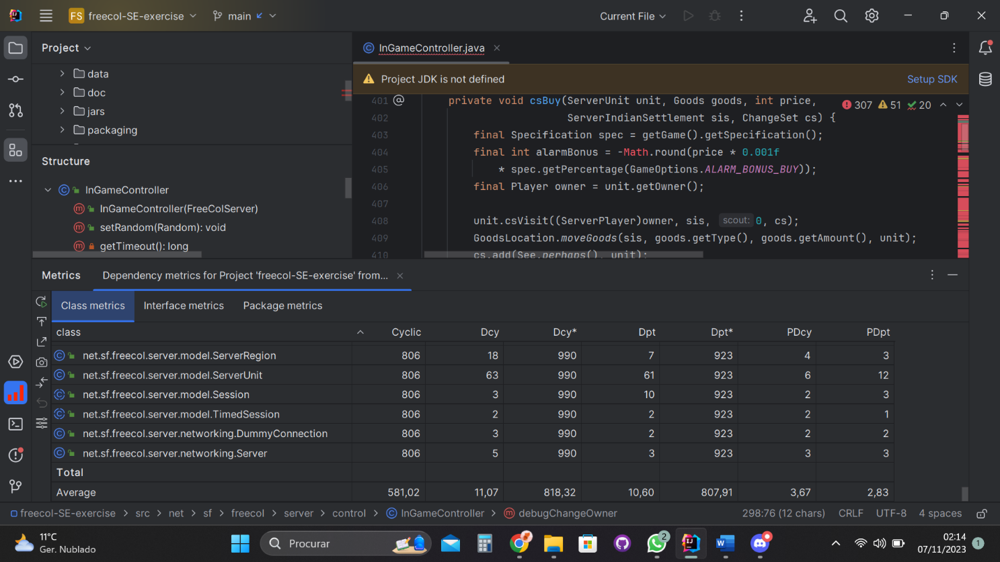 FS freecol-SE-exercise main Current File
Project
InGameController.java
data
doc
jars
packaging
Project JDK is not defined Setup SDK
307 51 20
401 @ private void csBuy(ServerUnit unit, Goods goods, int price,
402 ServerIndianSettlement sis, ChangeSet cs) {
403 final Specification spec = getGame().getSpecification();
404 final int alarmBonus = -Math.round(price * 0.001f
405 * spec.getPercentage(GameOptions.ALARM_BONUS_BUY));
406 final Player owner = unit.getOwner();
407
408 unit.csVisit((ServerPlayer)owner, sis, scout: 0, cs);
409 GoodsLocation.moveGoods(sis, goods.getType(), goods.getAmount(), unit);
410 cs.add(See.perhaps(), unit);
Structure
InGameController
InGameController(FreeColServer)
setRandom(Random): void
getTimeout(): long
Metrics Dependency metrics for Project 'freecol-SE-exercise' from...
Class metrics Interface metrics Package metrics
class Cyclic Dcy Dcy* Dpt Dpt* PDcy PDpt
net.sf.freecol.server.model.ServerRegion 806 18 990 7 923 4 3
net.sf.freecol.server.model.ServerUnit 806 63 990 61 923 6 12
net.sf.freecol.server.model.Session 806 3 990 10 923 2 3
net.sf.freecol.server.model.TimedSession 806 2 990 2 923 2 1
net.sf.freecol.server.networking.DummyConnection 806 3 990 2 923 2 2
net.sf.freecol.server.networking.Server 806 5 990 3 923 3 3
Total
Average 581,02 11,07 818,32 10,60 807,91 3,67 2,83
freecol-SE-exercise > src > net > sf > freecol > server > control > InGameController > debugChangeOwner 298:76 (12 chars) CRLF UTF-8 4 spaces
11°C
Ger. Nublado
Procurar
2
02:14
07/11/2023
1